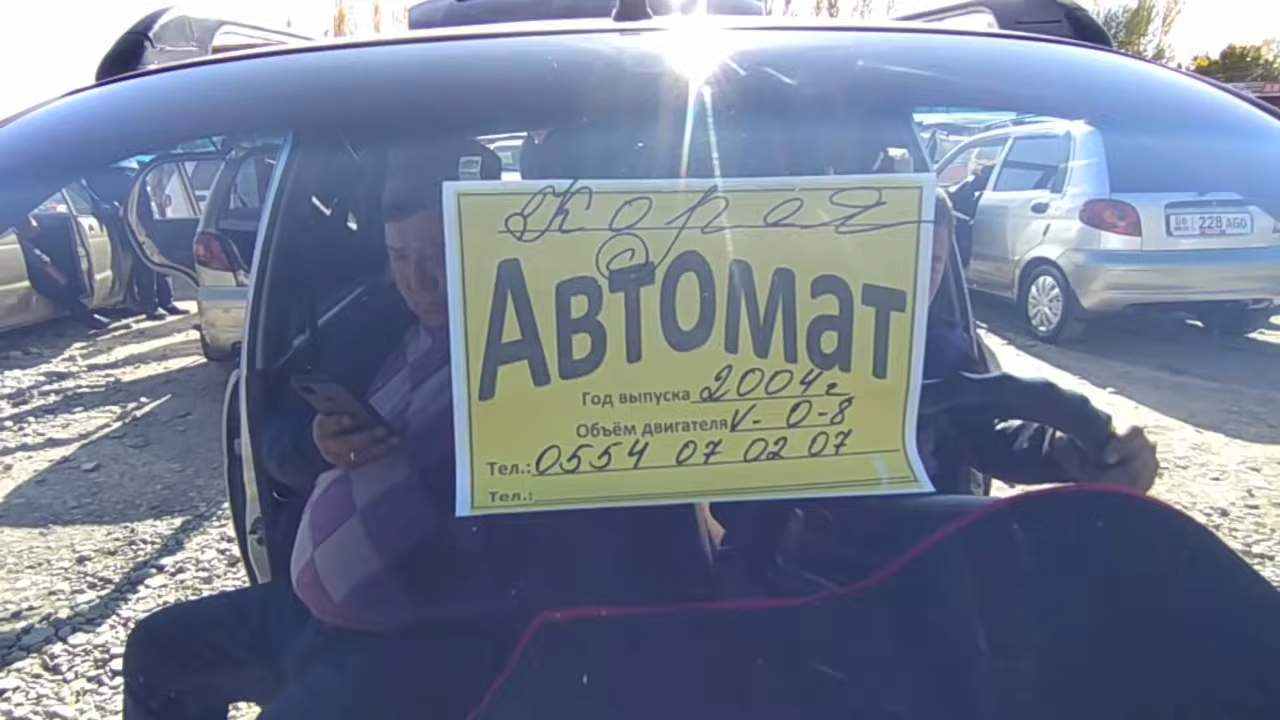 Корея
Автомат
Год выпуска 2004г
Объём двигателя V- 0-8
Тел.: 0554 07 02 07
Тел.:
228 AGO